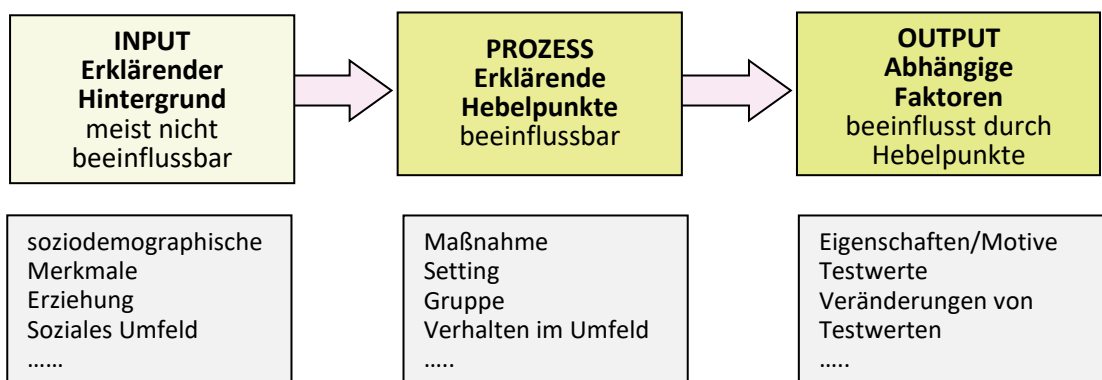 INPUT
Erklärender
Hintergrund
meist nicht
beeinflussbar
PROZESS
Erklärende
Hebelpunkte
beeinflussbar
OUTPUT
Abhängige
Faktoren
beeinflusst durch
Hebelpunkte
soziodemographische
Merkmale
Erziehung
Soziales Umfeld
……
Maßnahme
Setting
Gruppe
Verhalten im Umfeld
…..
Eigenschaften/Motive
Testwerte
Veränderungen von
Testwerten
…..